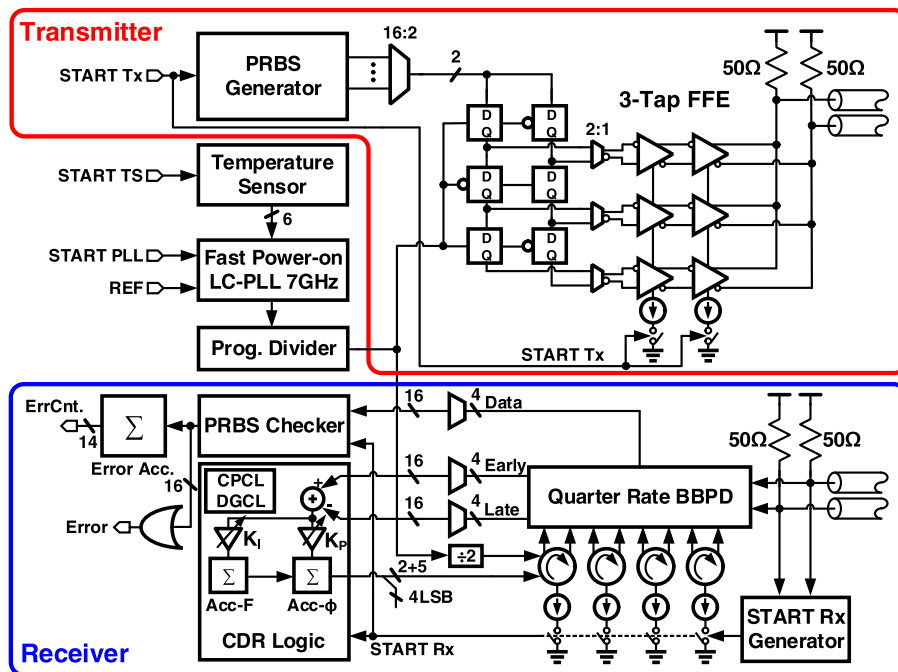 Transmitter
16:2
START Tx
PRBS
Generator
2
50Ω
50Ω
3-Tap FFE
D
Q
D
Q
2:1
START TS
Temperature
Sensor
D
Q
D
Q
6
START PLL
Fast Power-on
LC-PLL 7GHz
REF
D
Q
D
Q
Prog. Divider
START Tx
ErrCnt.
14
Σ
Error Acc.
PRBS Checker
16
4
Data
50Ω
50Ω
16
CPCL
DGCL
+
+
-
16
4
Early
16
4
Late
Quarter Rate BBPD
Error
KI
KP
÷2
Σ
Σ
2+5
4LSB
Acc-F
Acc-ϕ
CDR Logic
START Rx
START Rx
Generator
Receiver